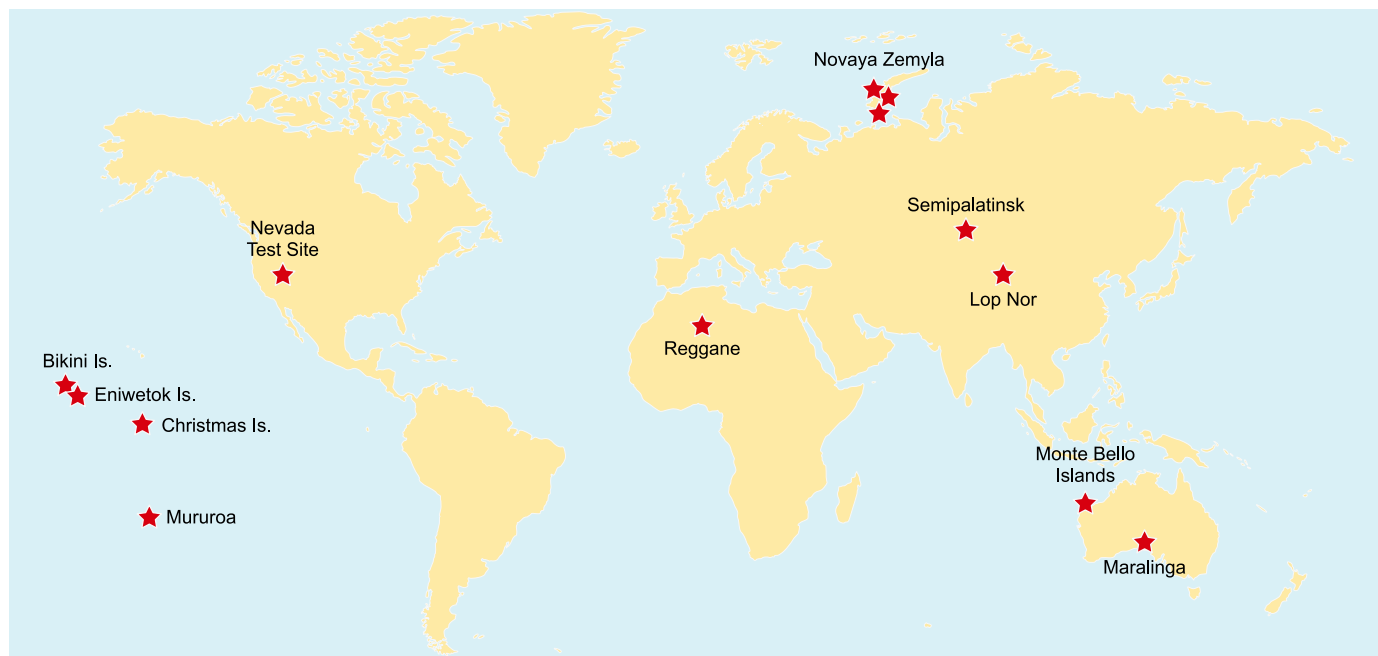 Novaya Zemyla
Semipalatinsk
Nevada
Test Site
Lop Nor
Reggane
Bikini Is.
Eniwetok Is.
Christmas Is.
Monte Bello
Islands
Mururoa
Maralinga